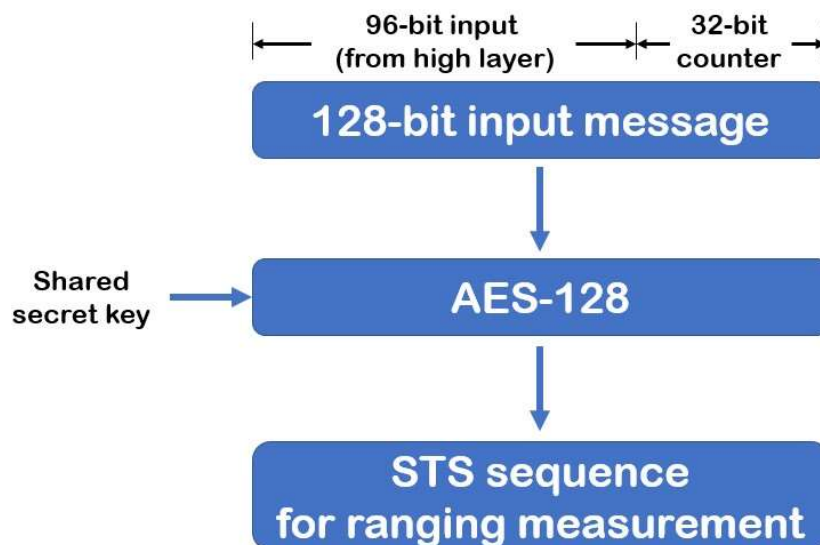 96-bit input
(from high layer)
32-bit
counter
128-bit input message
Shared
secret key
AES-128
STS sequence
for ranging measurement